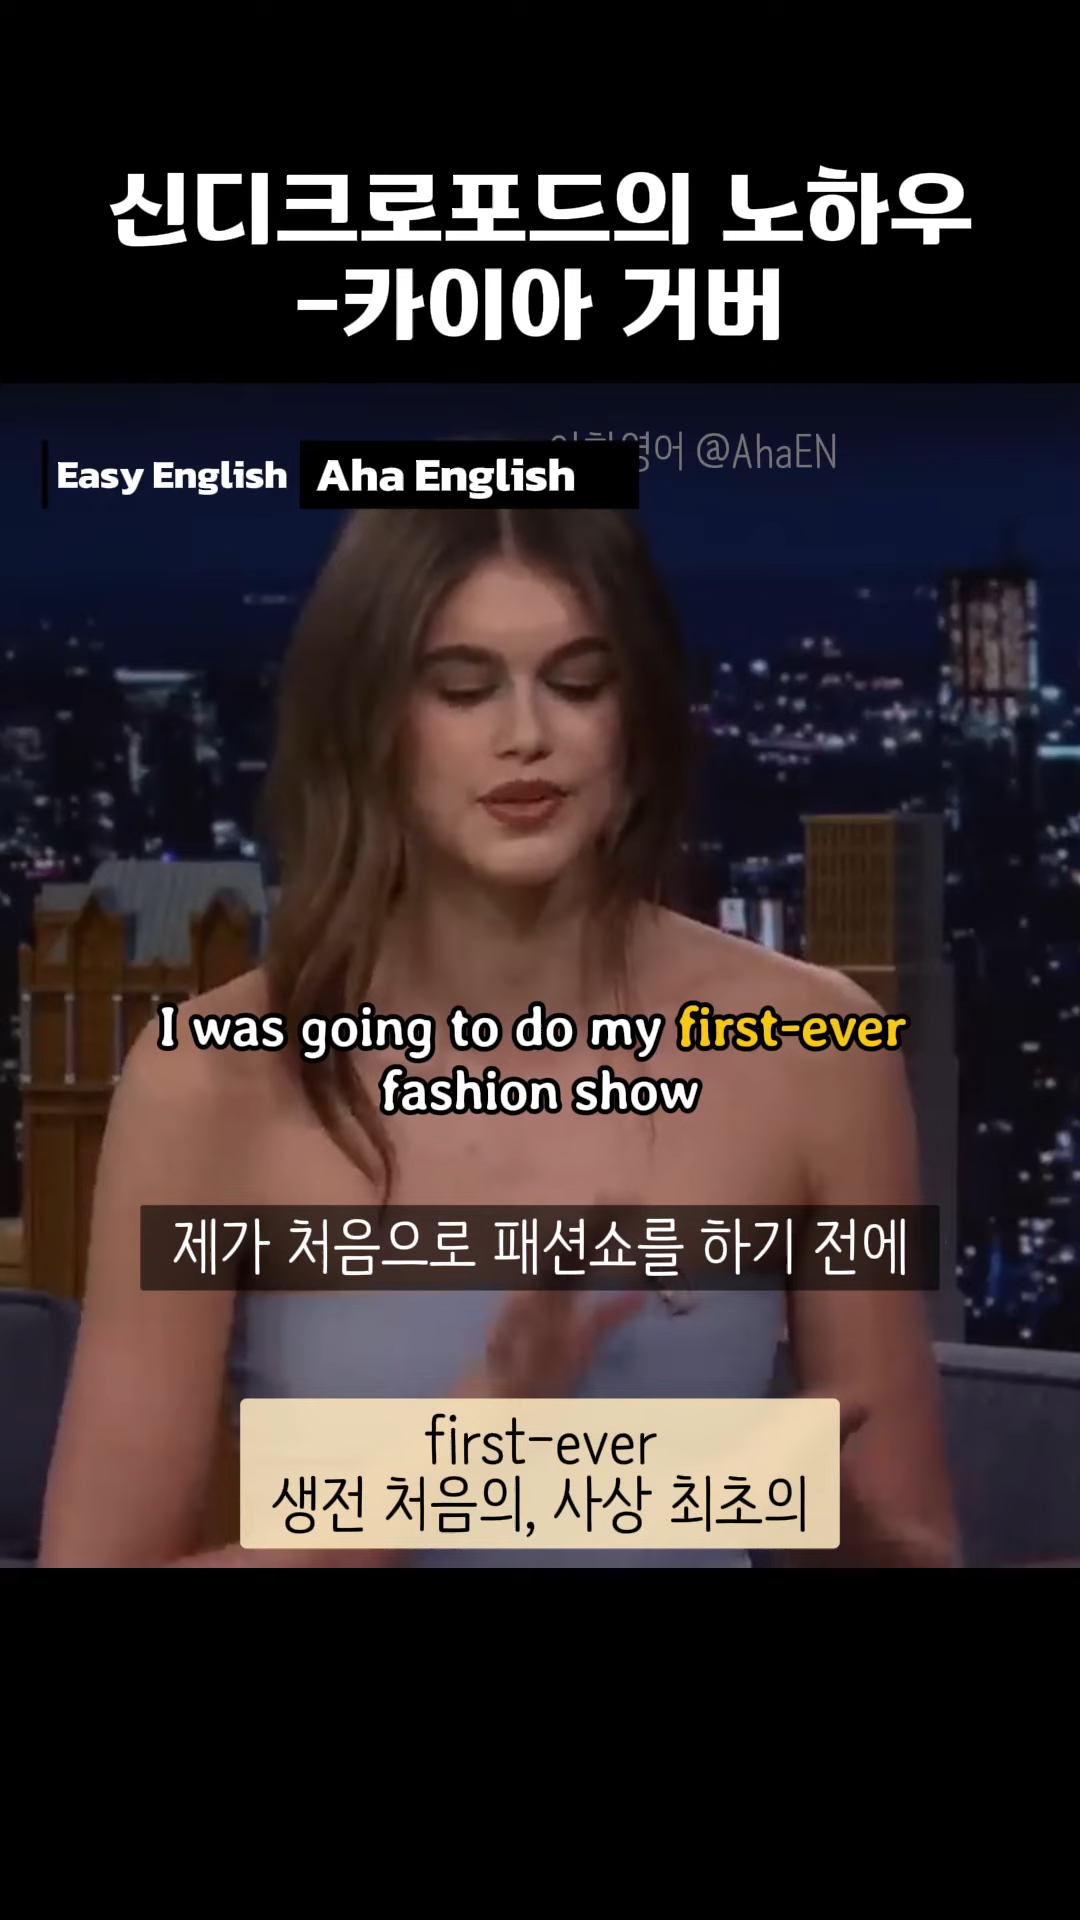 신디크로포드의 노하우
-카이아 거버
영어 @AhaEN
Easy English Aha English
I was going to do my first-ever
fashion show
제가 처음으로 패션쇼를 하기 전에
first-ever
생전 처음의, 사상 최초의